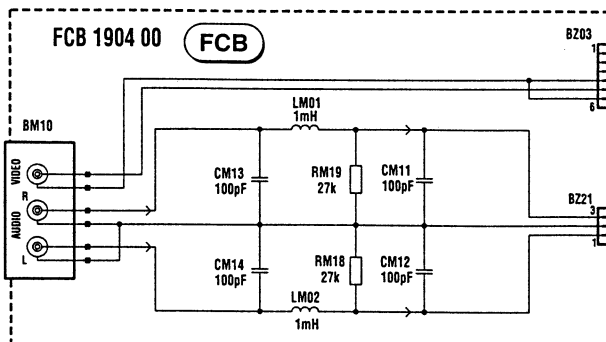 FCB 1904 00
FCB
BZ03
1
6
LM01
1mH
BM10
VIDEO
R
AUDIO
L
CM13
100pF
RM19
27k
CM11
100pF
BZ21
3
1
CM14
100pF
RM18
27k
CM12
100pF
LM02
1mH